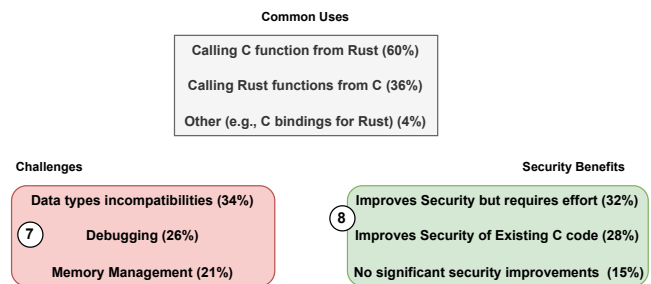 Common Uses
Calling C function from Rust (60%)
Calling Rust functions from C (36%)
Other (e.g., C bindings for Rust) (4%)
Challenges
Data types incompatibilities (34%)
7
Debugging (26%)
Memory Management (21%)
Security Benefits
Improves Security but requires effort (32%)
8
Improves Security of Existing C code (28%)
No significant security improvements (15%)